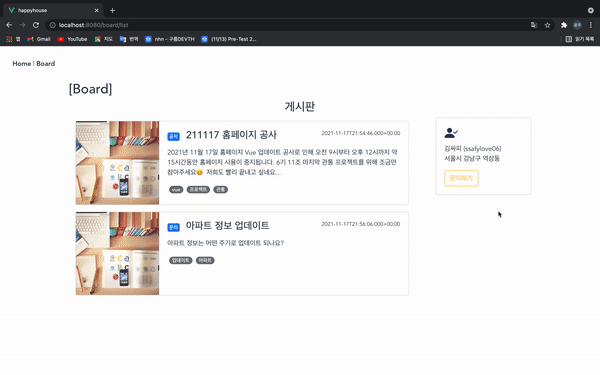 happyhouse
localhost:8080/board/list
앱 Gmail YouTube 지도 번역 nhn - 구름DEVTH (11/13) Pre-Test 2... 읽기 목록
Home | Board
[Board]
게시판
공지 211117 홈페이지 공사 2021-11-17T21:54:46.000+00:00
2021년 11월 17일 홈페이지 Vue 업데이트 공사로 인해 오전 9시부터 오후 12시까지 약
15시간동안 홈페이지 사용이 중지됩니다. 6기 11조 마지막 관통 프로젝트를 위해 조금만
참아주세요😀 저희도 빨리 끝내고 싶네요...
vue 프로젝트 관통
문의 아파트 정보 업데이트 2021-11-17T21:56:06.000+00:00
아파트 정보는 어떤 주기로 업데이트 되나요?
업데이트 아파트
김싸피 (ssafylove06)
서울시 강남구 역삼동
문의하기